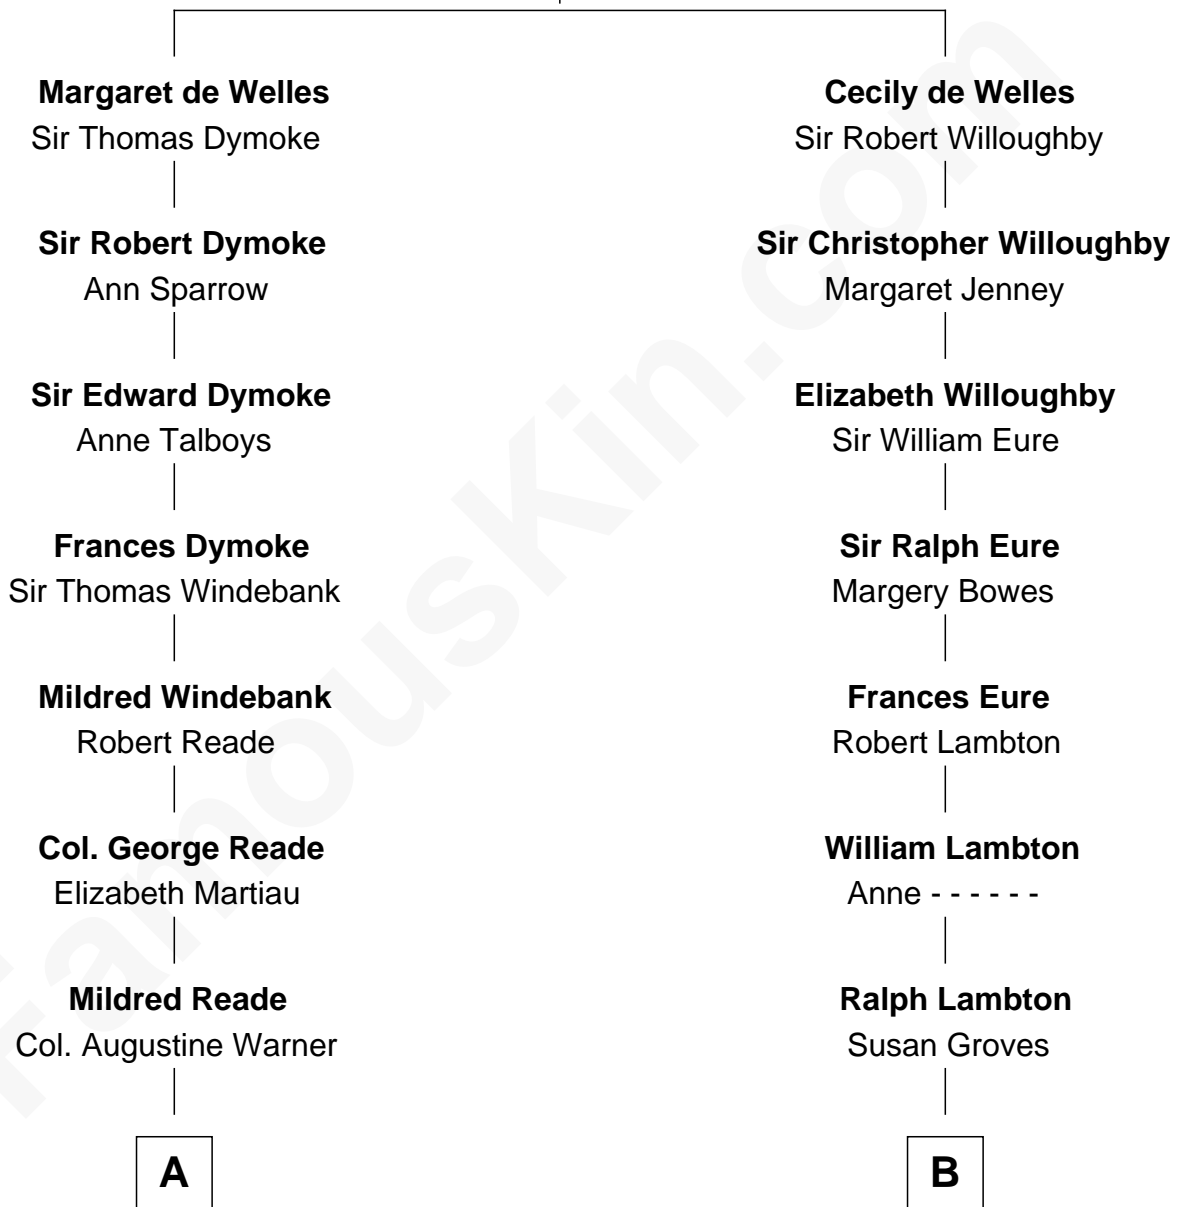 Margaret de Welles
Sir Thomas Dymoke
Sir Robert Dymoke
Ann Sparrow
Sir Edward Dymoke
Anne Talboys
Frances Dymoke
Sir Thomas Windebank
Mildred Windebank
Robert Reade
Col. George Reade
Elizabeth Martiau
Mildred Reade
Col. Augustine Warner
A
Cecily de Welles
Sir Robert Willoughby
Sir Christopher Willoughby
Margaret Jenney
Elizabeth Willoughby
Sir William Eure
Sir Ralph Eure
Margery Bowes
Frances Eure
Robert Lambton
William Lambton
Anne - - - - - -
Ralph Lambton
Susan Groves
B
FamousKin.com